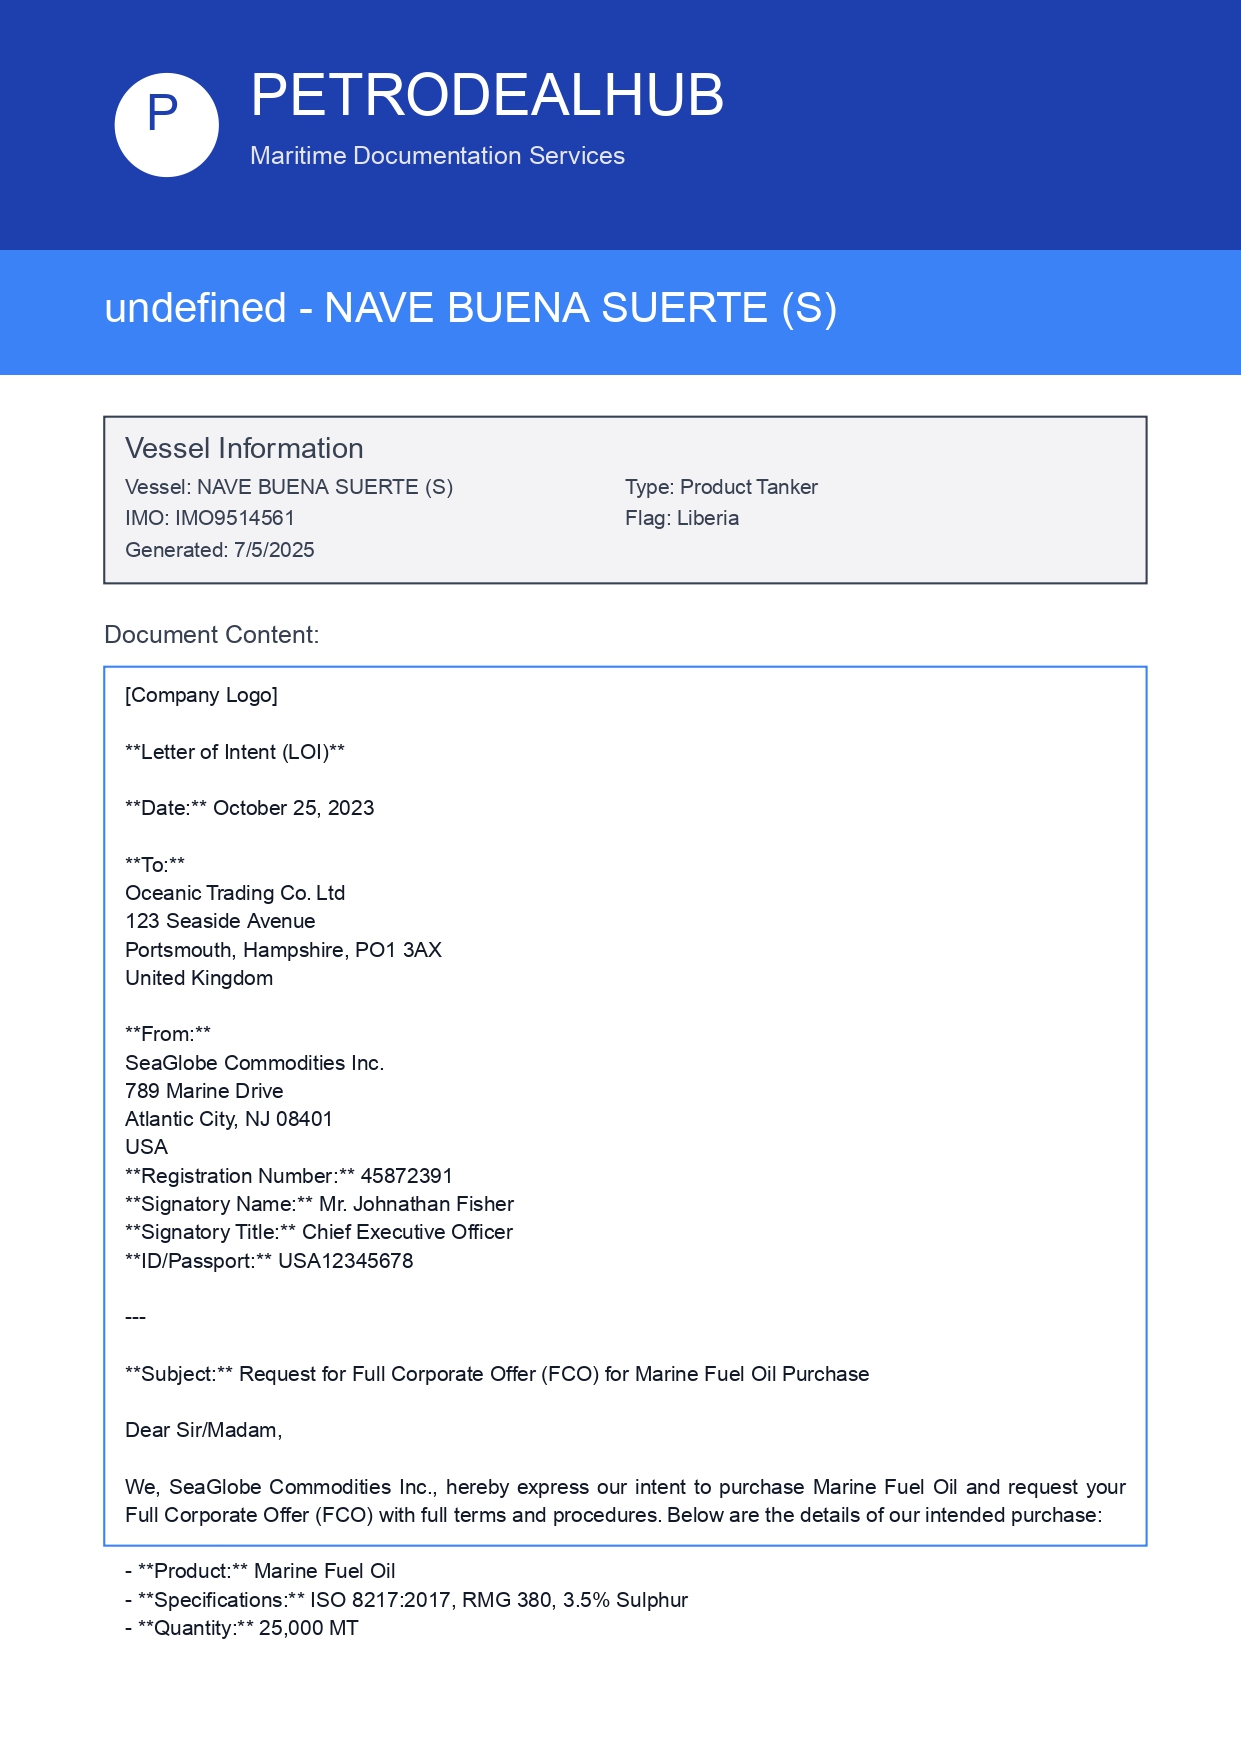 P
PETRODEALHUB
Maritime Documentation Services
undefined - NAVE BUENA SUERTE (S)
Vessel Information
Vessel: NAVE BUENA SUERTE (S)
Type: Product Tanker
IMO: IMO9514561
Flag: Liberia
Generated: 7/5/2025
Document Content:
[Company Logo]
**Letter of Intent (LOI)**
**Date:** October 25, 2023
**To:**
Oceanic Trading Co. Ltd
123 Seaside Avenue
Portsmouth, Hampshire, PO1 3AX
United Kingdom
**From:**
SeaGlobe Commodities Inc.
789 Marine Drive
Atlantic City, NJ 08401
USA
**Registration Number:** 45872391
**Signatory Name:** Mr. Johnathan Fisher
**Signatory Title:** Chief Executive Officer
**ID/Passport:** USA12345678
---
**Subject:** Request for Full Corporate Offer (FCO) for Marine Fuel Oil Purchase
Dear Sir/Madam,
We, SeaGlobe Commodities Inc., hereby express our intent to purchase Marine Fuel Oil and request your
Full Corporate Offer (FCO) with full terms and procedures. Below are the details of our intended purchase:
- **Product:** Marine Fuel Oil
- **Specifications:** ISO 8217:2017, RMG 380, 3.5% Sulphur
- **Quantity:** 25,000 MT